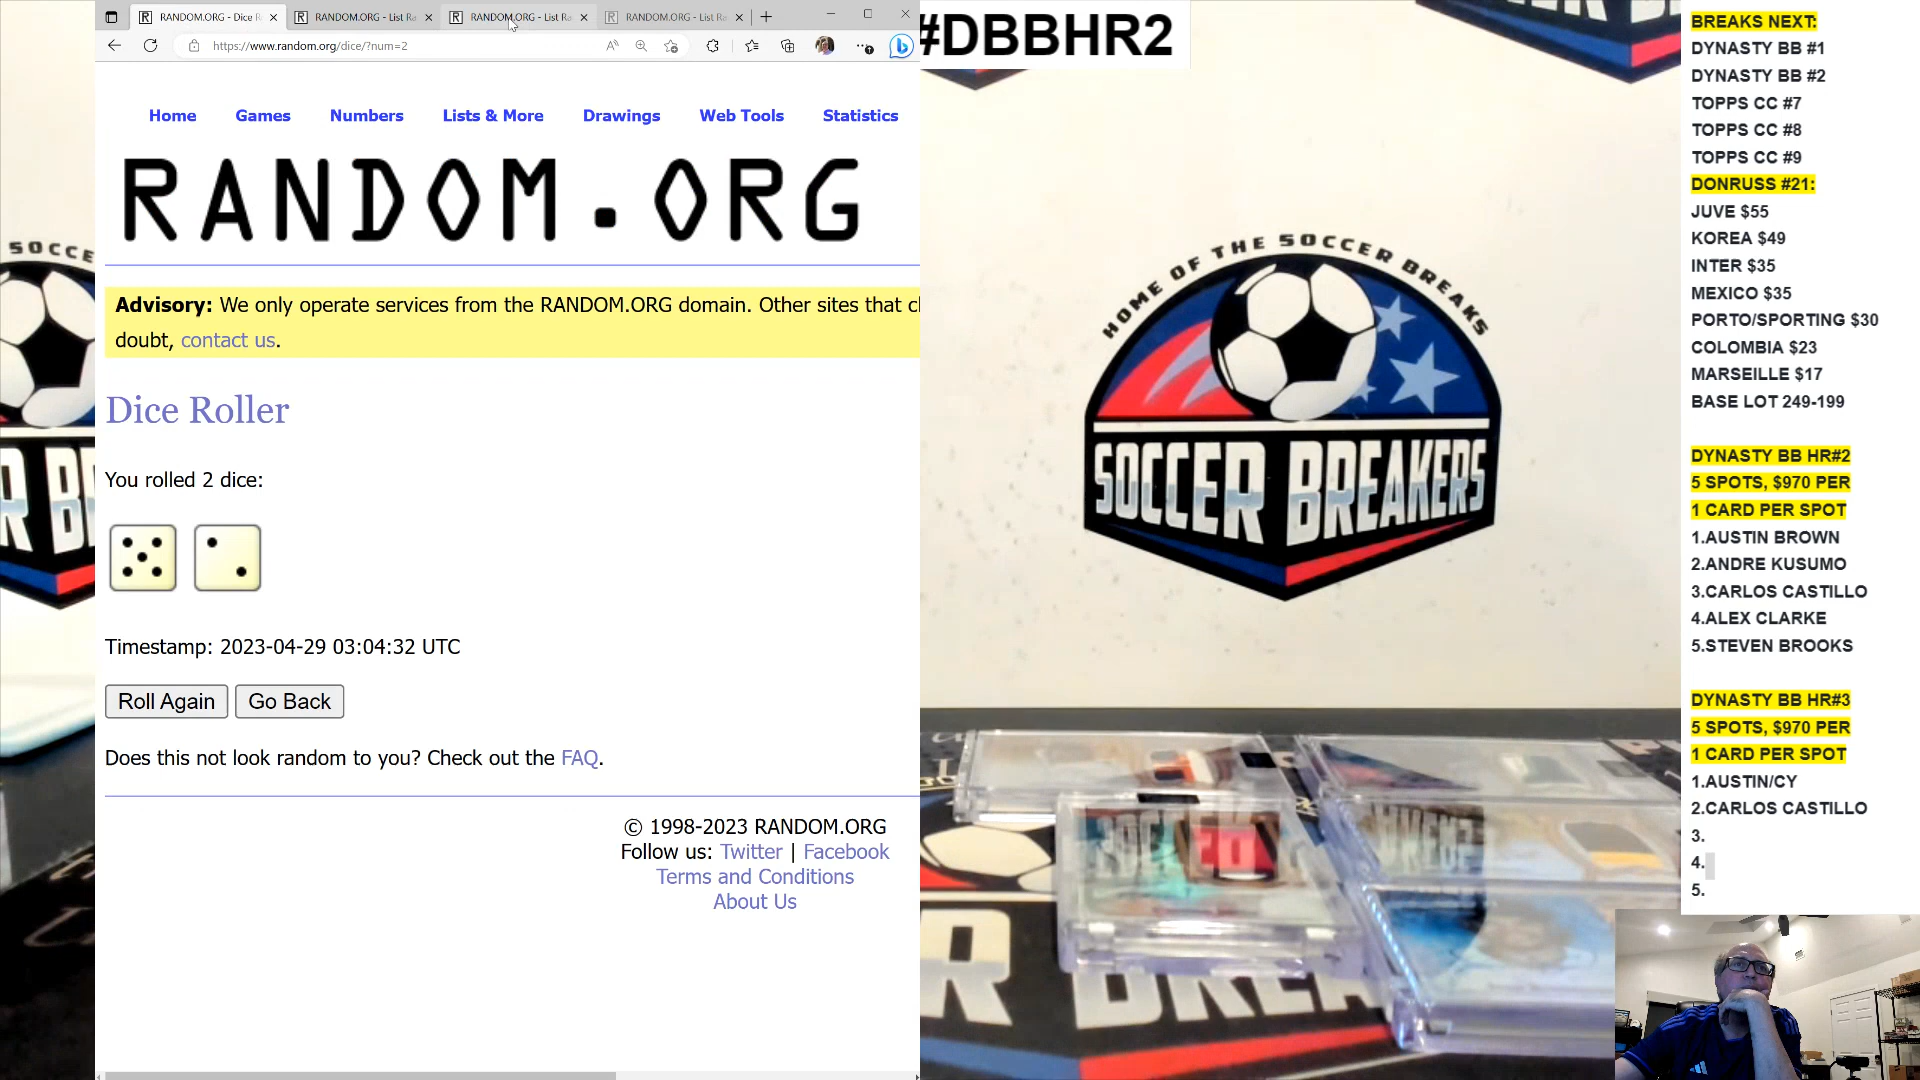 RANDOM.ORG - Dice R
RANDOM.ORG - List Ra
RANDOM.ORG - List Ra
RANDOM.ORG - List Ra
https://www.random.org/dice/?num=2
Home Games Numbers Lists & More Drawings Web Tools Statistics
RANDOM.ORG
Advisory: We only operate services from the RANDOM.ORG domain. Other sites that cl
doubt, contact us.
Dice Roller
You rolled 2 dice:
Timestamp: 2023-04-29 03:04:32 UTC
Roll Again Go Back
Does this not look random to you? Check out the FAQ.
© 1998-2023 RANDOM.ORG
Follow us: Twitter | Facebook
Terms and Conditions
About Us
#DBBHR2
HOME OF THE SOCCER BREAKS
SOCCER BREAKERS
BREAKS NEXT:
DYNASTY BB #1
DYNASTY BB #2
TOPPS CC #7
TOPPS CC #8
TOPPS CC #9
DONRUSS #21:
JUVE $55
KOREA $49
INTER $35
MEXICO $35
PORTO/SPORTING $30
COLOMBIA $23
MARSEILLE $17
BASE LOT 249-199
DYNASTY BB HR#2
5 SPOTS, $970 PER
1 CARD PER SPOT
1.AUSTIN BROWN
2.ANDRE KUSUMO
3.CARLOS CASTILLO
4.ALEX CLARKE
5.STEVEN BROOKS
DYNASTY BB HR#3
5 SPOTS, $970 PER
1 CARD PER SPOT
1.AUSTIN/CY
2.CARLOS CASTILLO
3.
4.
5.